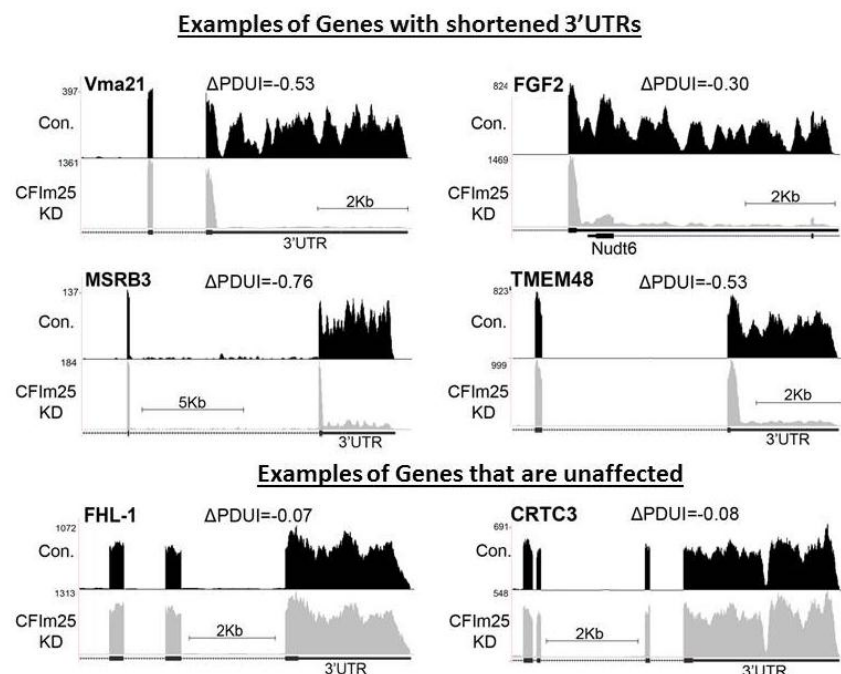 Examples of Genes with shortened 3'UTRs
Vma21 ΔPDUI=-0.53
397
Con.
1361
CFIm25
KD
2Kb
3'UTR
FGF2 ΔPDUI=-0.30
824
Con.
1469
CFIm25
KD
2Kb
Nudt6
MSRB3 ΔPDUI=-0.76
137
Con.
184
CFIm25
KD
5Kb
3'UTR
TMEM48 ΔPDUI=-0.53
823
Con.
999
CFIm25
KD
2Kb
3'UTR
Examples of Genes that are unaffected
FHL-1 ΔPDUI=-0.07
1072
Con.
1313
CFIm25
KD
2Kb
3'UTR
CRTC3 ΔPDUI=-0.08
691
Con.
548
CFIm25
KD
2Kb
3'UTR